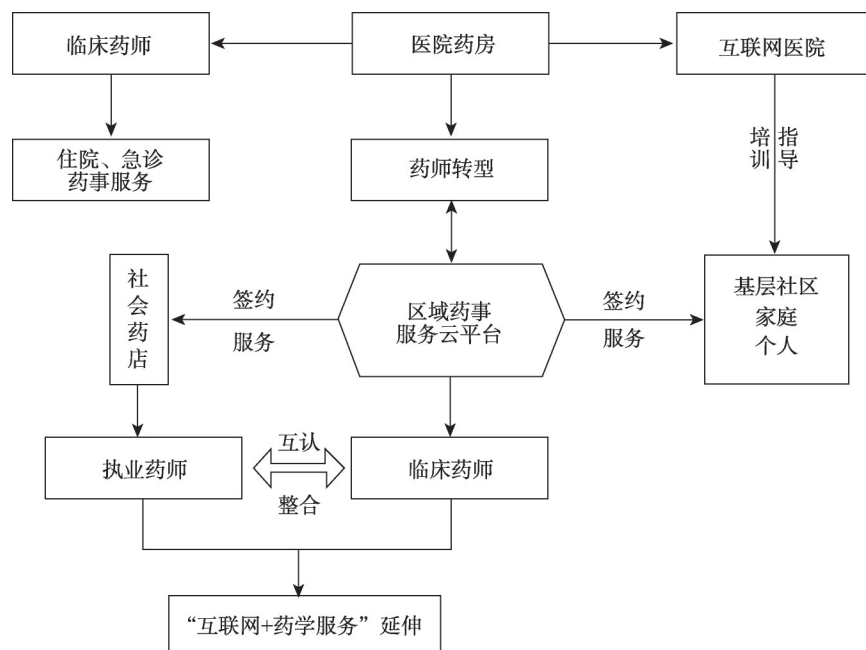 临床药师
医院药房
互联网医院
住院、急诊
药事服务
药师转型
培训
指导
社会药店
签约
服务
区域药事
服务云平台
签约
服务
基层社区
家庭
个人
执业药师
互认
整合
临床药师
“互联网+药学服务”延伸